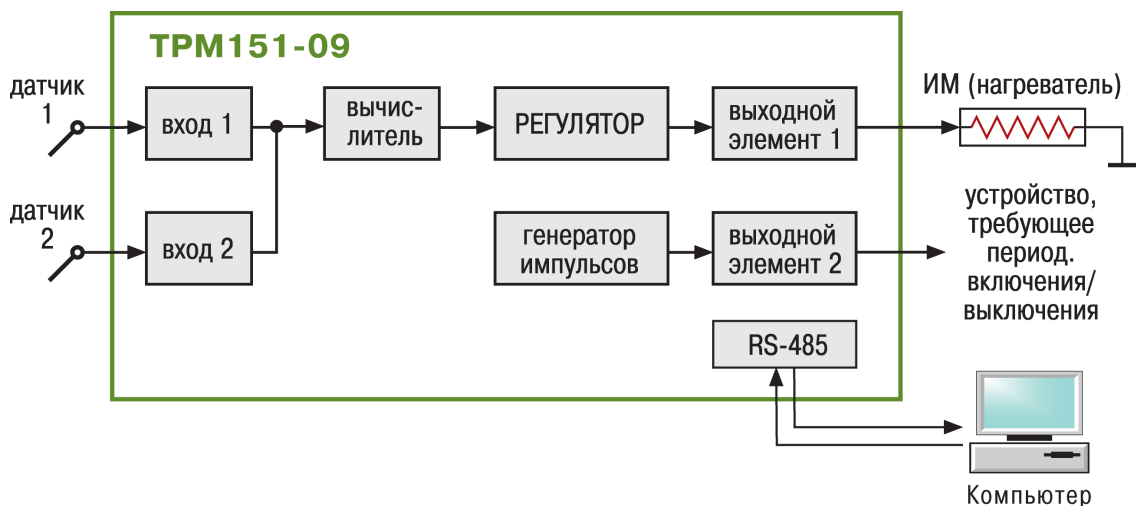 ТРМ151-09
датчик
1
вход 1
вычис-
литель
РЕГУЛЯТОР
выходной
элемент 1
ИМ (нагреватель)
датчик
2
вход 2
генератор
импульсов
выходной
элемент 2
устройство,
требующее
период.
включения/
выключения
RS-485
Компьютер